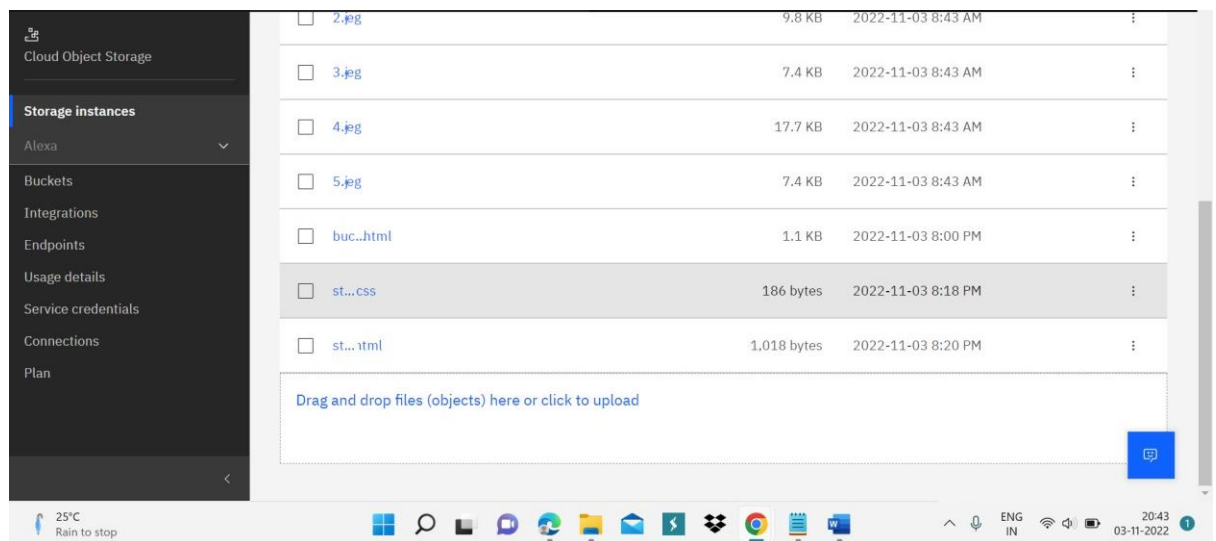 Cloud Object Storage
Storage instances
Alexa
Buckets
Integrations
Endpoints
Usage details
Service credentials
Connections
Plan
2.jeg 9.8 KB 2022-11-03 8:43 AM
3.jeg 7.4 KB 2022-11-03 8:43 AM
4.jeg 17.7 KB 2022-11-03 8:43 AM
5.jeg 7.4 KB 2022-11-03 8:43 AM
buc..html 1.1 KB 2022-11-03 8:00 PM
st...css 186 bytes 2022-11-03 8:18 PM
st... tml 1,018 bytes 2022-11-03 8:20 PM
Drag and drop files (objects) here or click to upload
25°C
Rain to stop
ENG
IN
20:43
03-11-2022
1